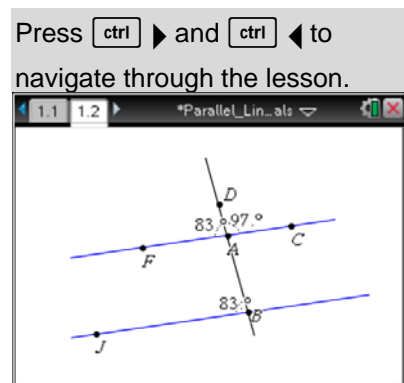 Press ctrl ▶ and ctrl ◀ to
navigate through the lesson.
1.1 1.2 *Parallel_Lin...als
D
83.° 97.°
A
C
F
83.°
B
J